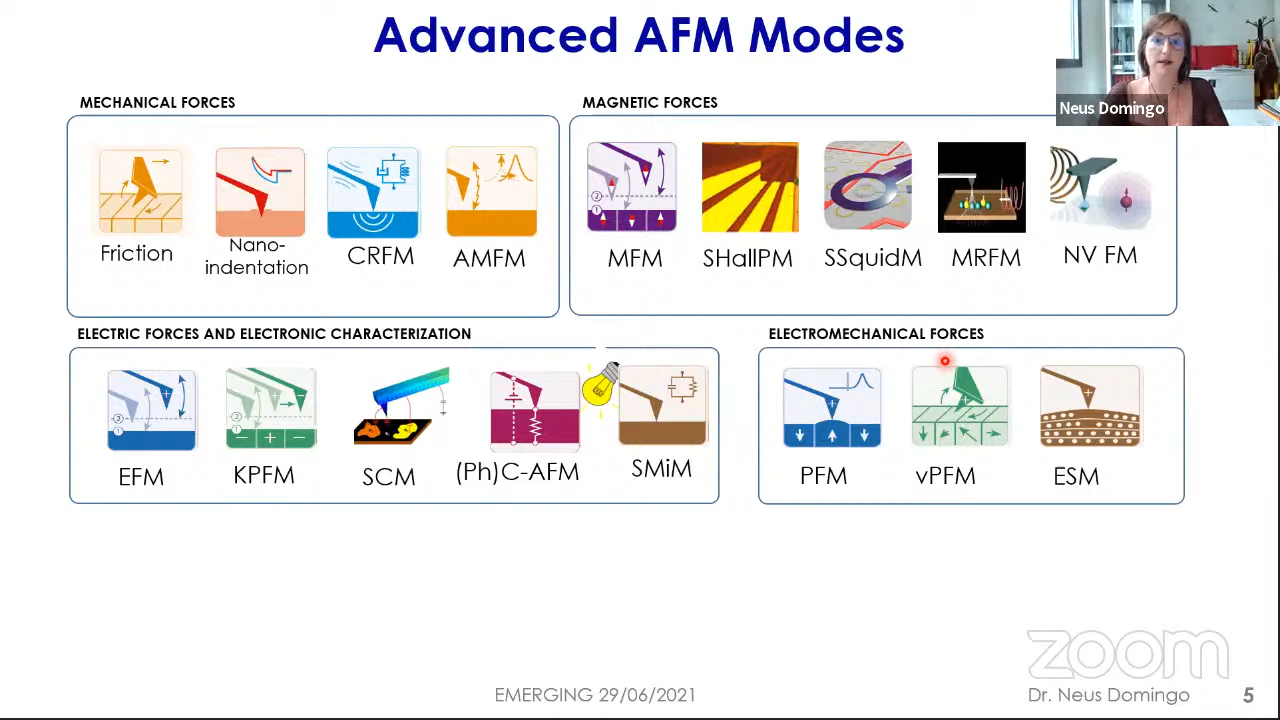 Advanced AFM Modes
Neus Domingo
MECHANICAL FORCES
Friction
Nano-
indentation
CRFM
AMFM
MAGNETIC FORCES
MFM
SHallPM
SSquidM
MRFM
NV FM
ELECTRIC FORCES AND ELECTRONIC CHARACTERIZATION
EFM
KPFM
SCM
(Ph)C-AFM
SMiM
ELECTROMECHANICAL FORCES
PFM
vPFM
ESM
zoom
EMERGING 29/06/2021
Dr. Neus Domingo
5